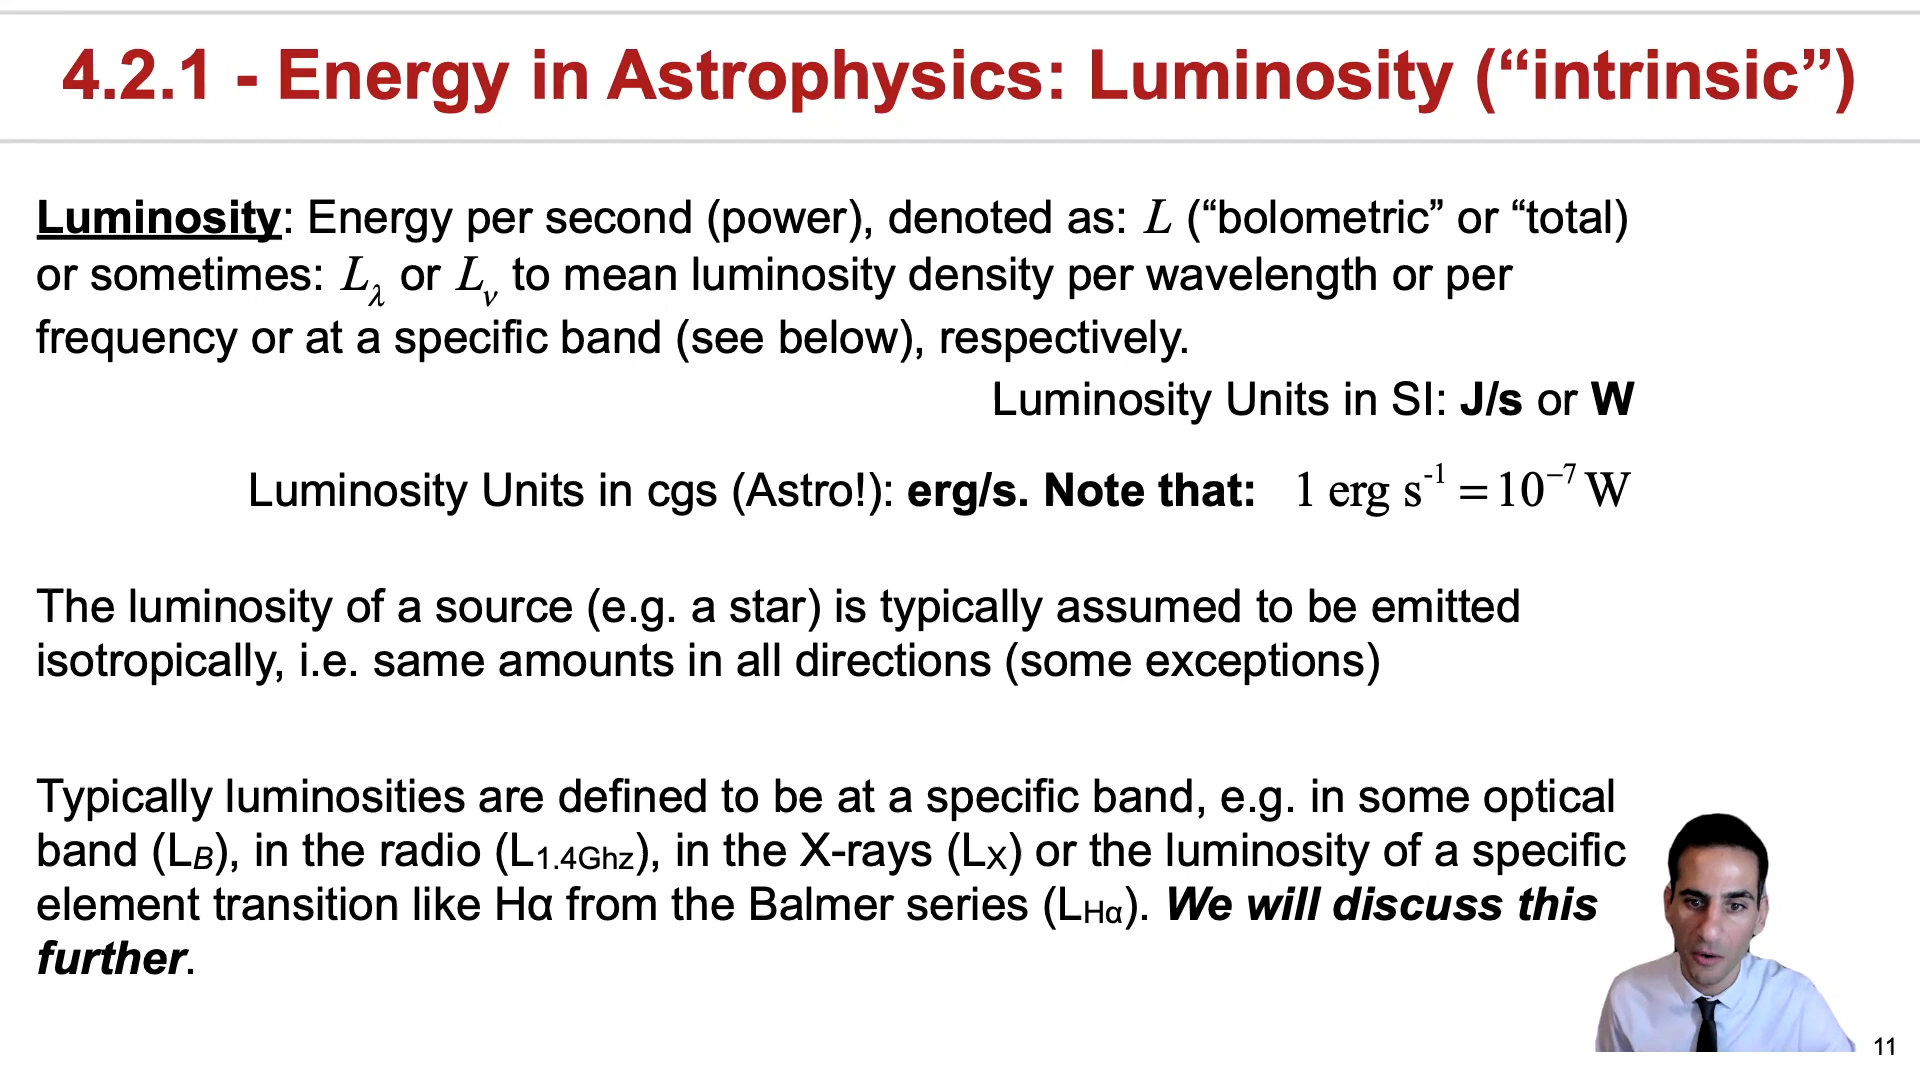 4.2.1 - Energy in Astrophysics: Luminosity (“intrinsic”)
Luminosity: Energy per second (power), denoted as: L (“bolometric” or “total)
or sometimes: Lλ or Lν to mean luminosity density per wavelength or per
frequency or at a specific band (see below), respectively.
Luminosity Units in SI: J/s or W
Luminosity Units in cgs (Astro!): erg/s. Note that: 1 erg s⁻¹ = 10⁻⁷ W
The luminosity of a source (e.g. a star) is typically assumed to be emitted
isotropically, i.e. same amounts in all directions (some exceptions)
Typically luminosities are defined to be at a specific band, e.g. in some optical
band (LB), in the radio (L1.4Ghz), in the X-rays (LX) or the luminosity of a specific
element transition like Hα from the Balmer series (LHα). We will discuss this
further.
11